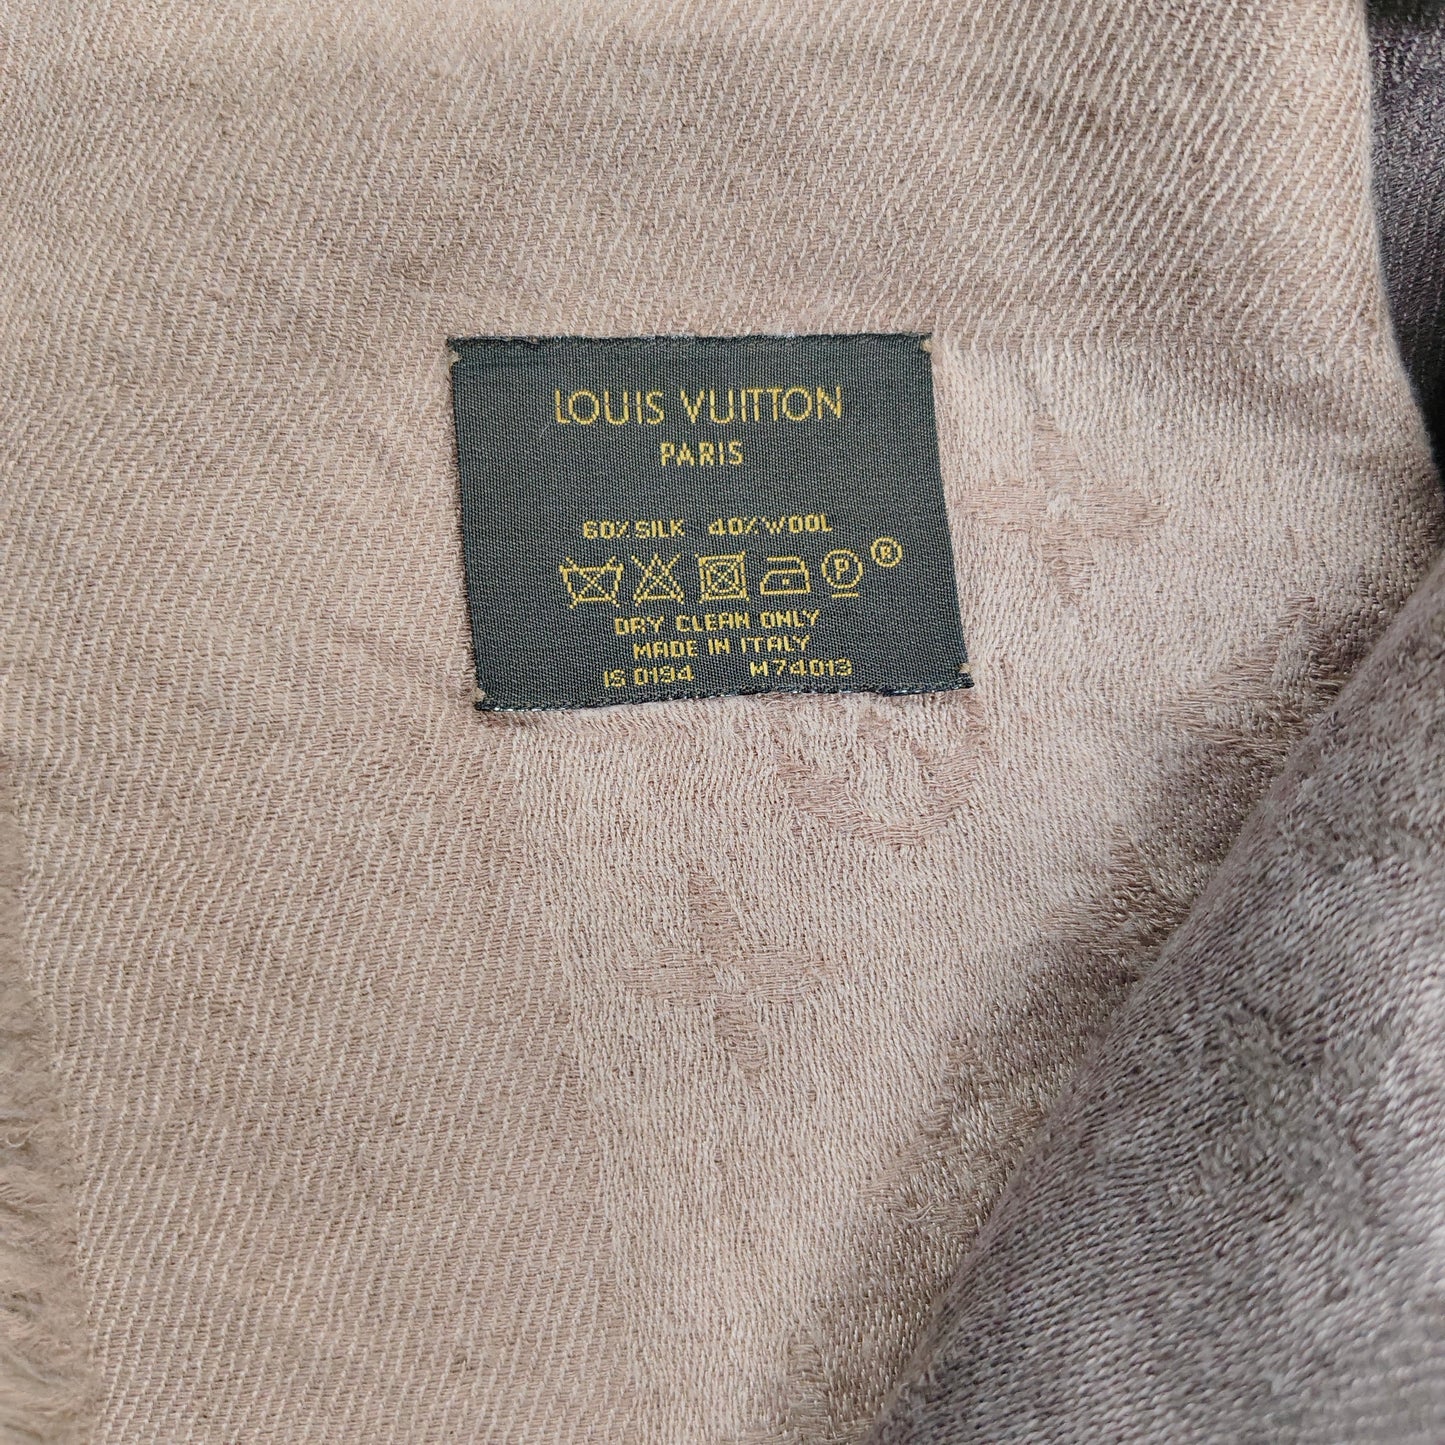 LOUIS VUITTON
PARIS
60% SILK 40% WOOL
P ®
DRY CLEAN ONLY
MADE IN ITALY
IS 0194 M74013